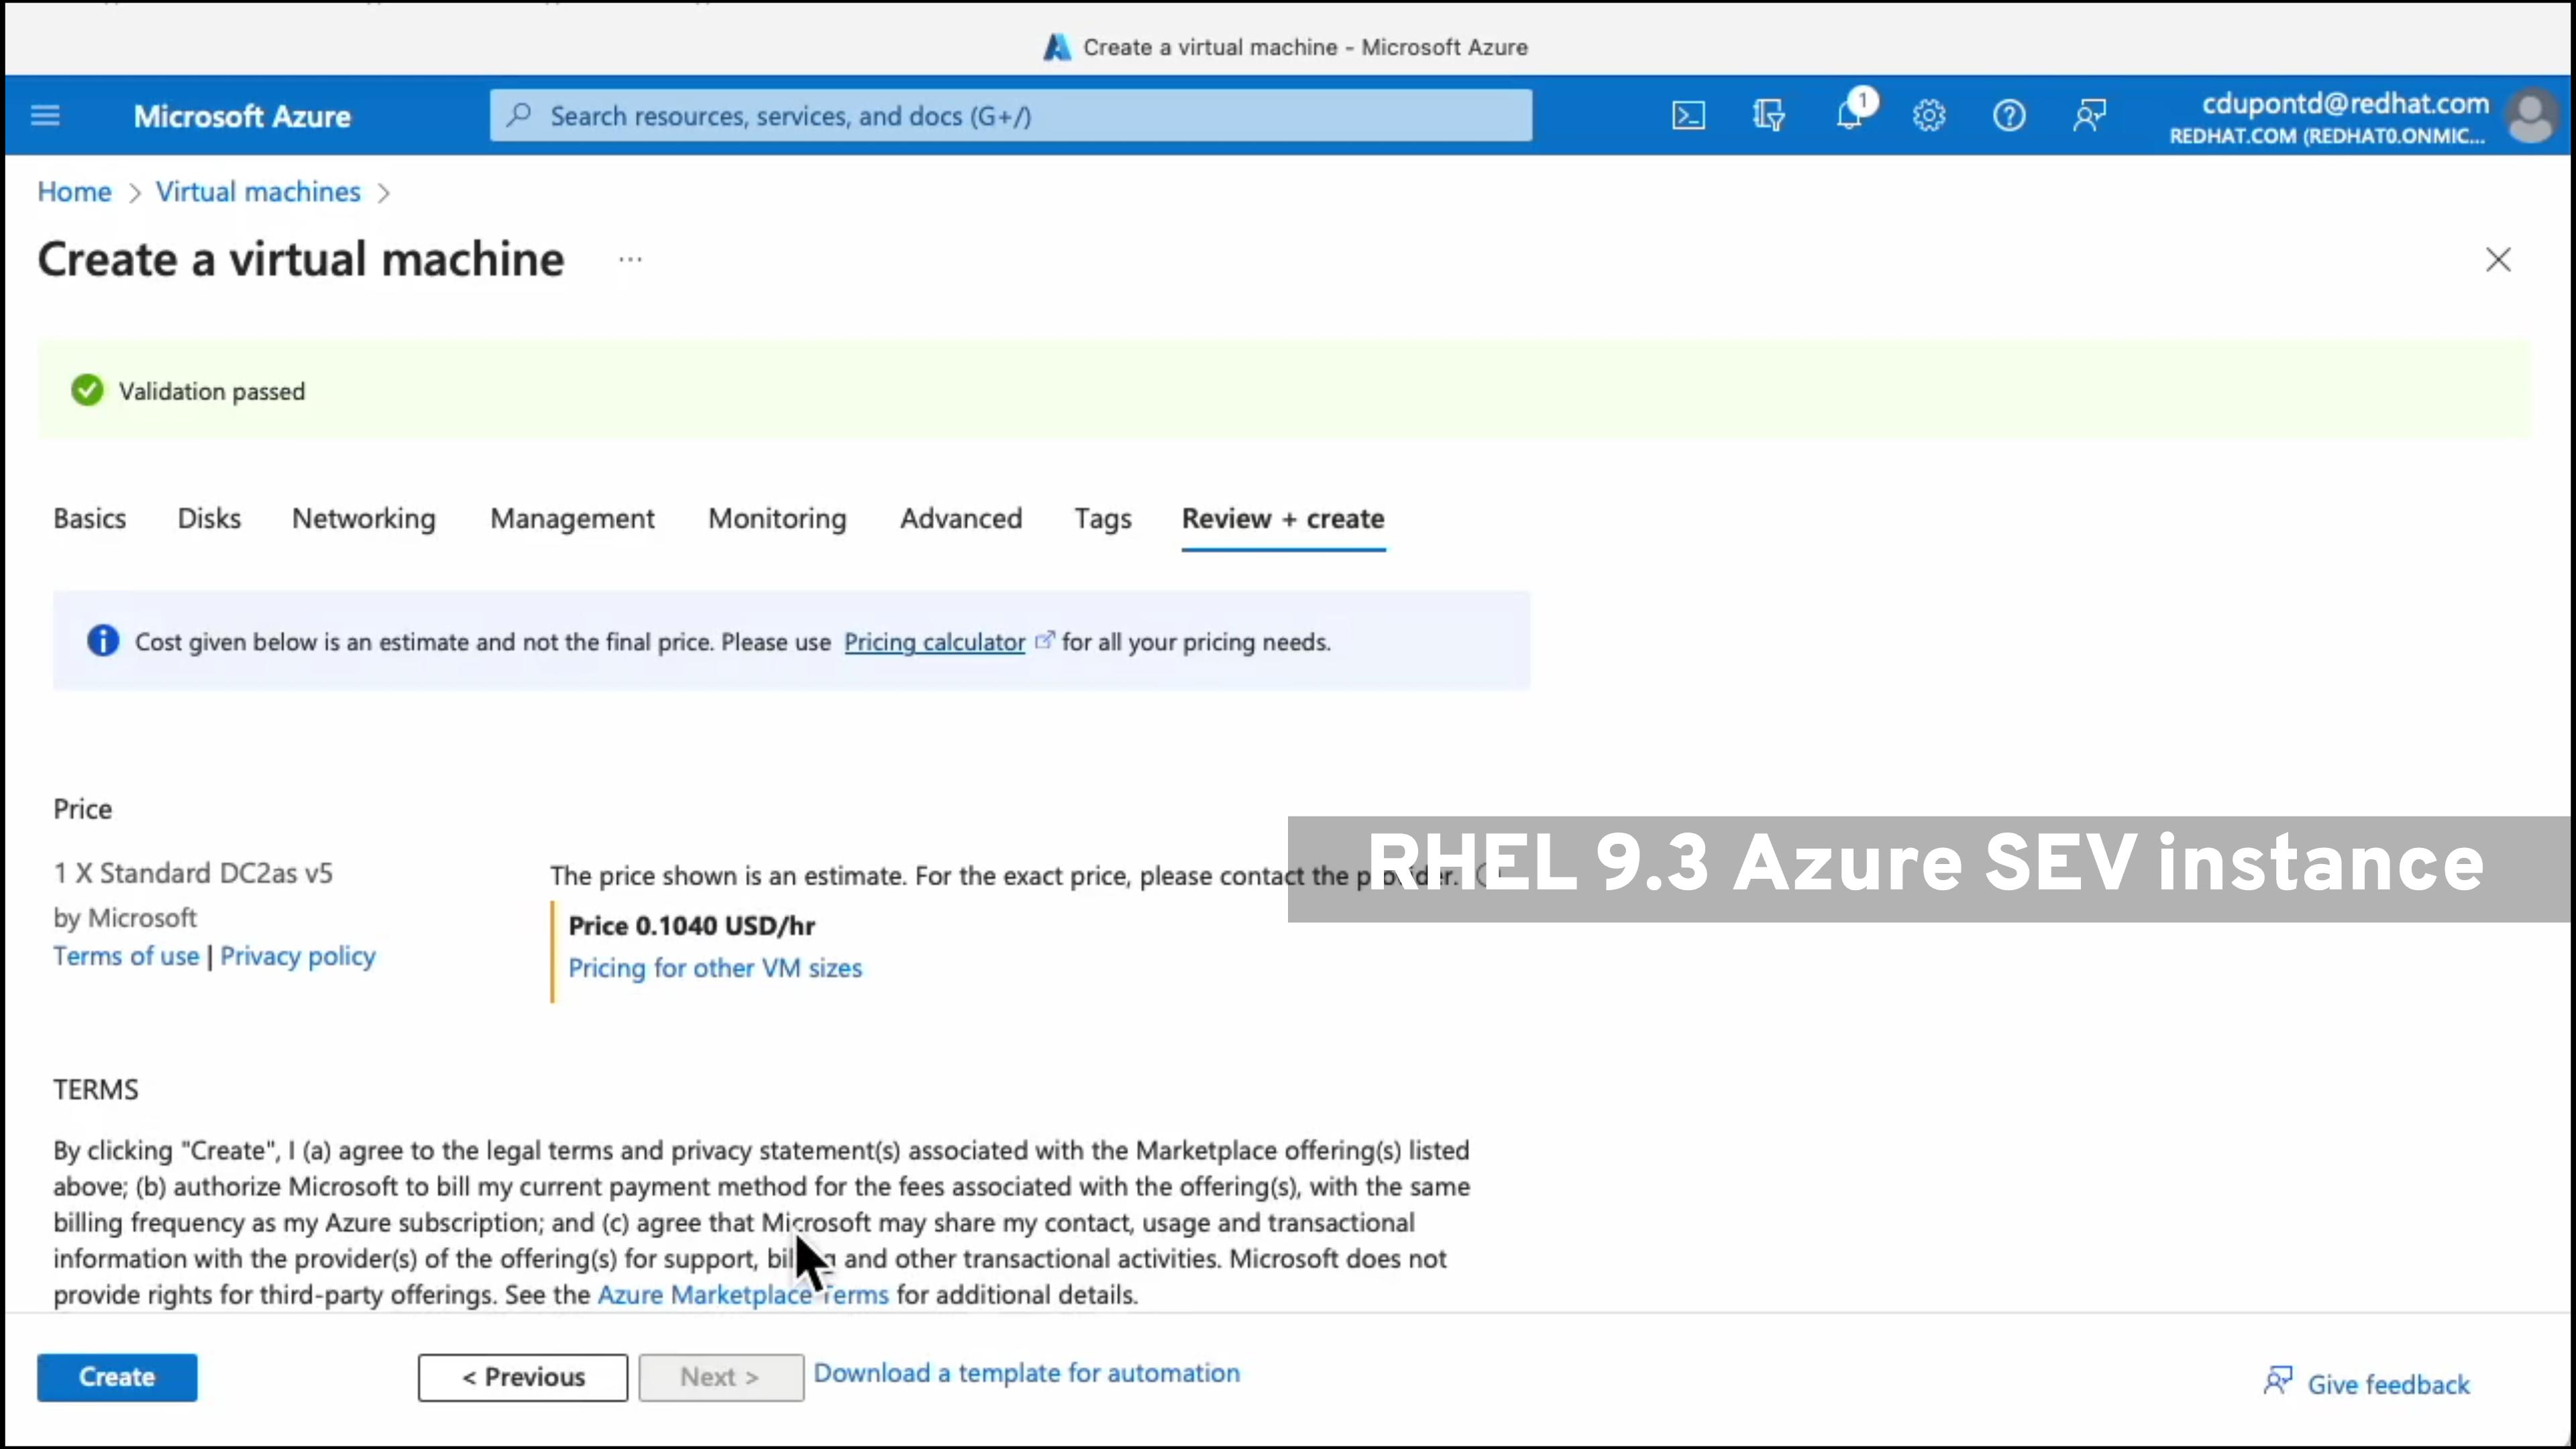 Create a virtual machine - Microsoft Azure
Microsoft Azure
Search resources, services, and docs (G+/)
1
cdupontd@redhat.com
REDHAT.COM (REDHAT0.ONMIC...
Home > Virtual machines >
Create a virtual machine ...
Validation passed
Basics Disks Networking Management Monitoring Advanced Tags Review + create
Cost given below is an estimate and not the final price. Please use Pricing calculator for all your pricing needs.
Price
1 X Standard DC2as v5
by Microsoft
Terms of use | Privacy policy
The price shown is an estimate. For the exact price, please contact the provider.
Price 0.1040 USD/hr
Pricing for other VM sizes
RHEL 9.3 Azure SEV instance
TERMS
By clicking "Create", I (a) agree to the legal terms and privacy statement(s) associated with the Marketplace offering(s) listed
above; (b) authorize Microsoft to bill my current payment method for the fees associated with the offering(s), with the same
billing frequency as my Azure subscription; and (c) agree that Microsoft may share my contact, usage and transactional
information with the provider(s) of the offering(s) for support, billing and other transactional activities. Microsoft does not
provide rights for third-party offerings. See the Azure Marketplace Terms for additional details.
Create
< Previous
Next >
Download a template for automation
Give feedback